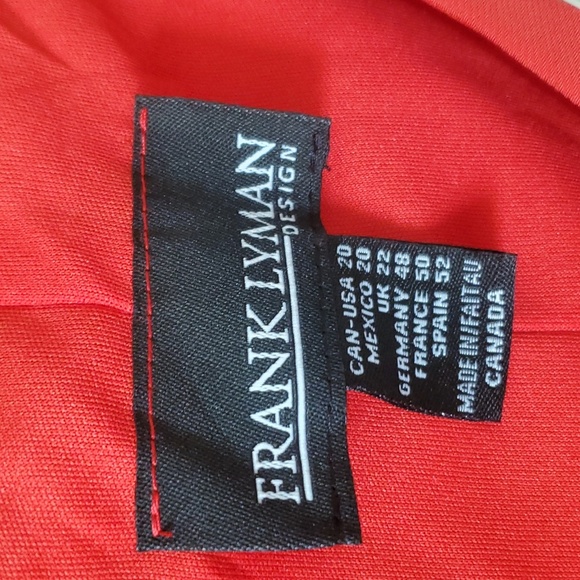 FRANK LYMAN
DESIGN
CAN-USA 20
MEXICO 20
UK 22
GERMANY 48
FRANCE 50
SPAIN 52
MADE IN/FAIT AU
CANADA